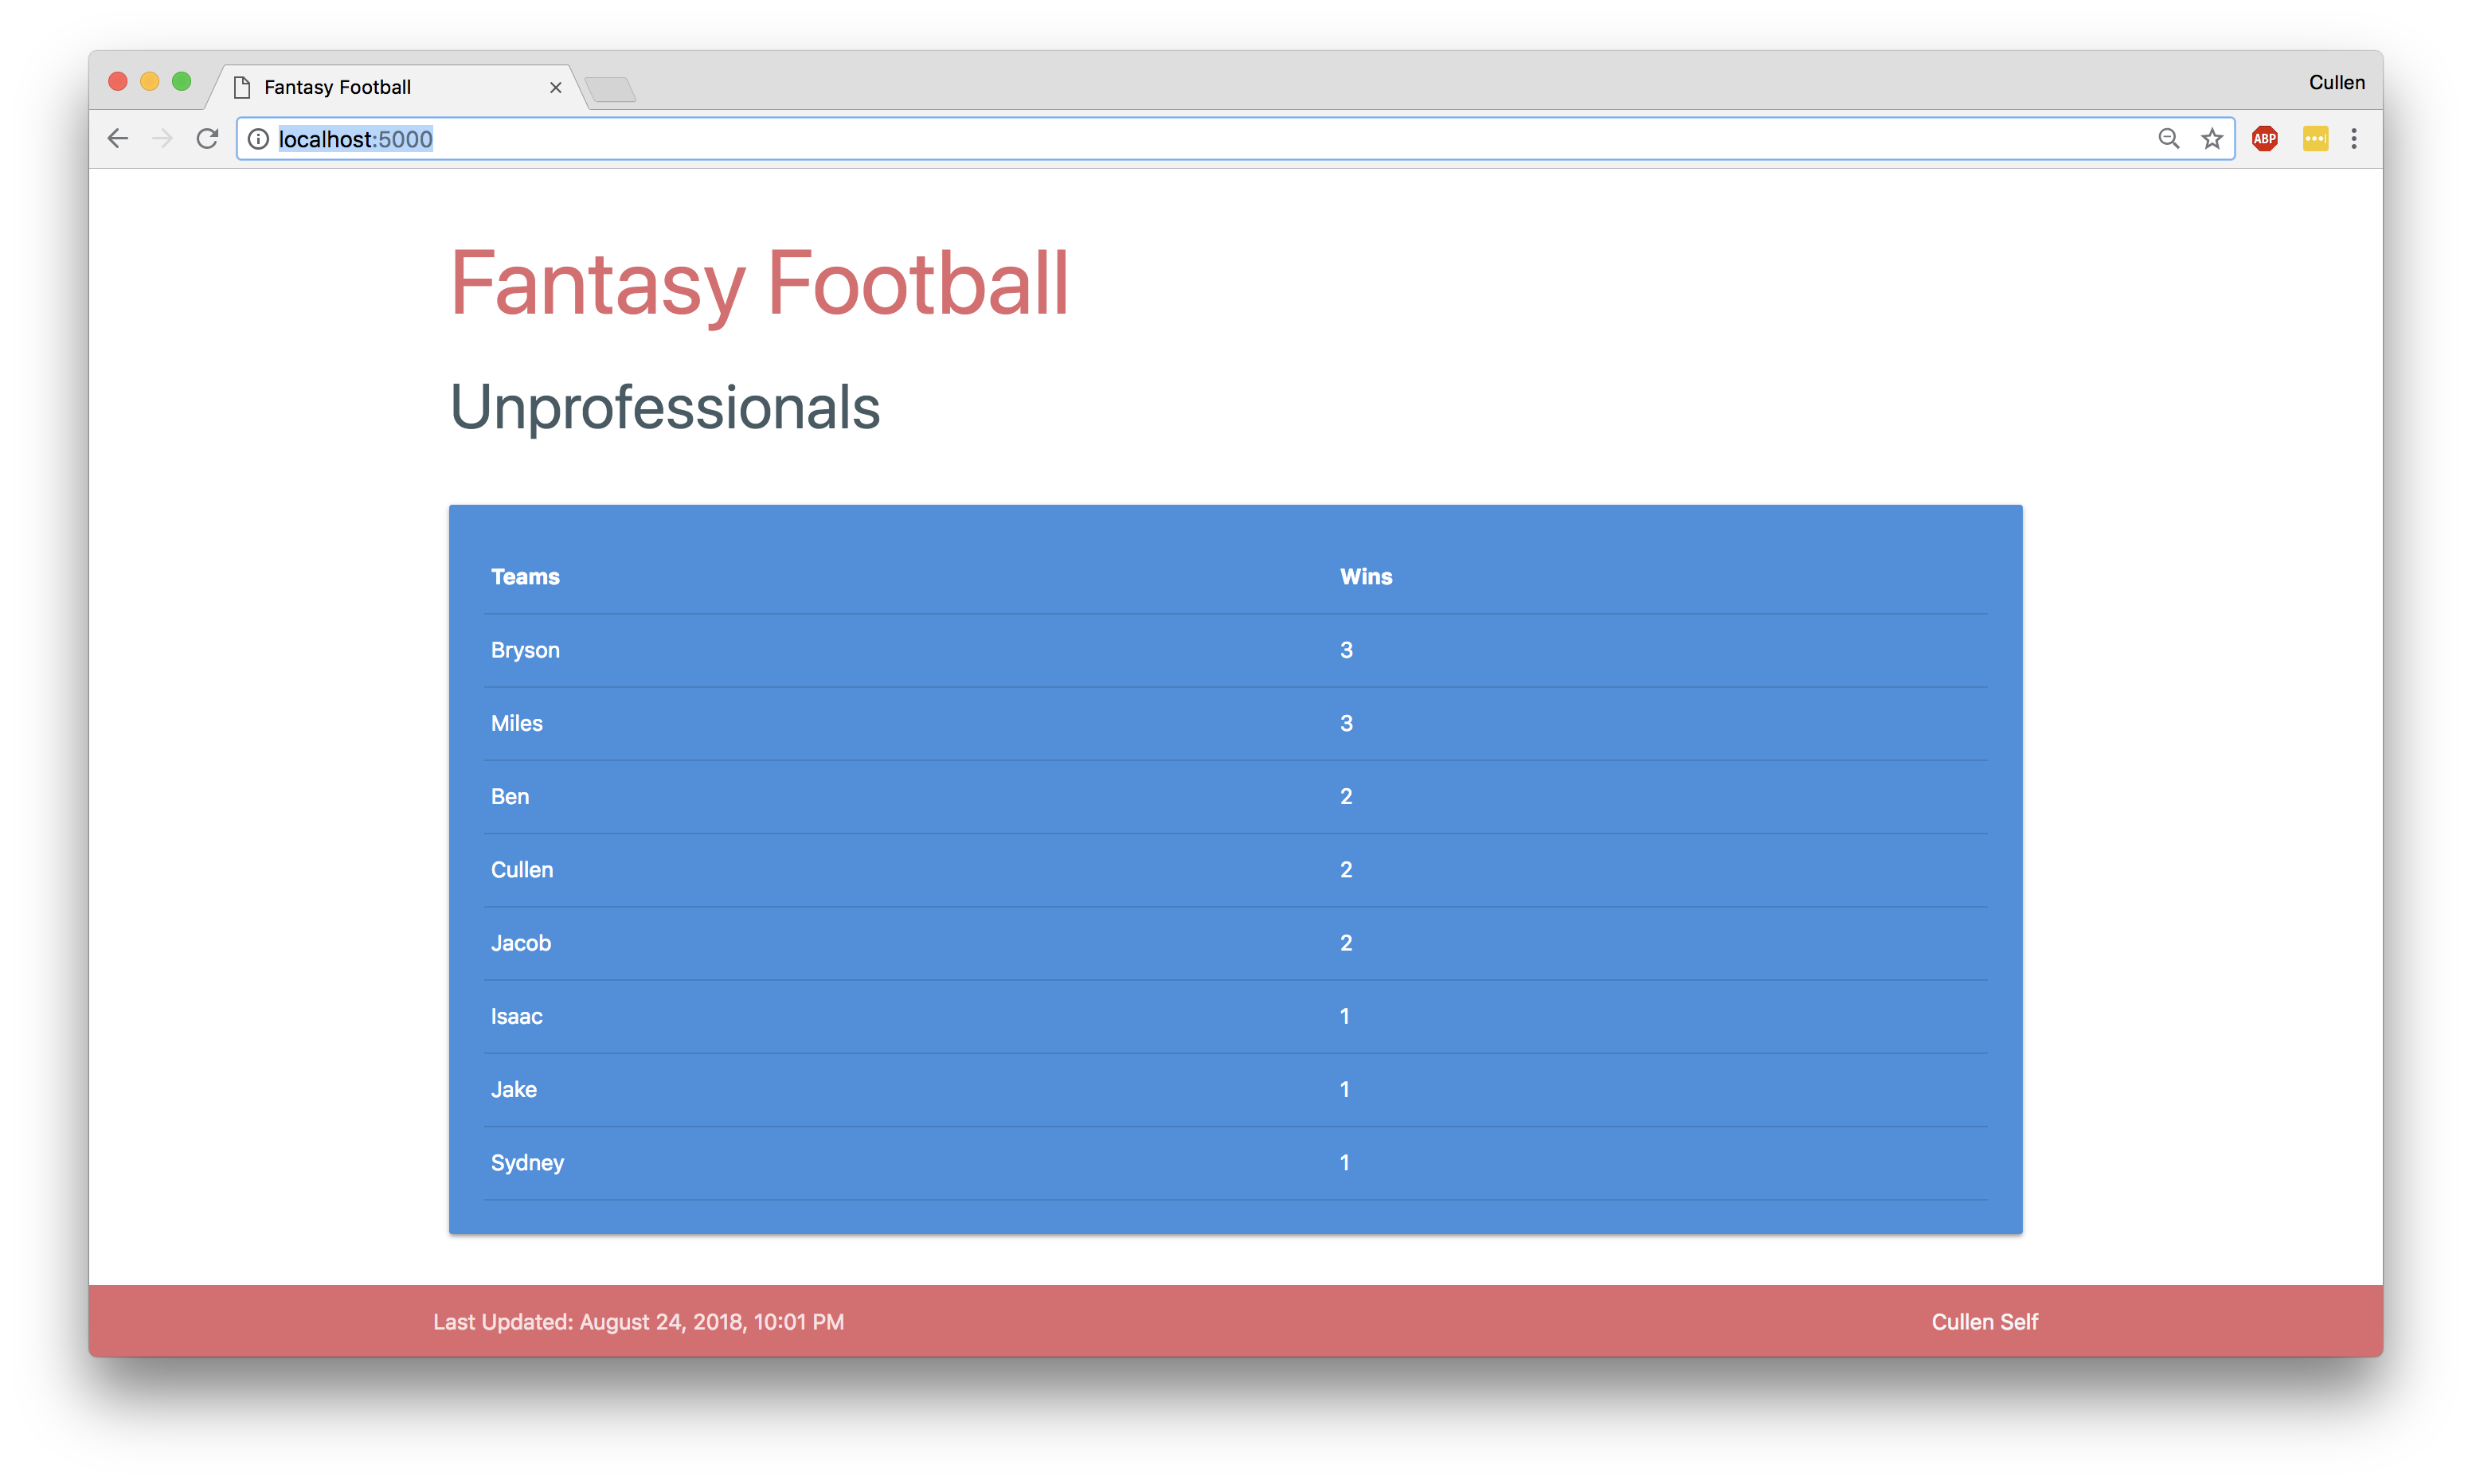 Fantasy Football
Cullen
localhost:5000
ABP
Fantasy Football
Unprofessionals
Teams Wins
Bryson 3
Miles 3
Ben 2
Cullen 2
Jacob 2
Isaac 1
Jake 1
Sydney 1
Last Updated: August 24, 2018, 10:01 PM Cullen Self